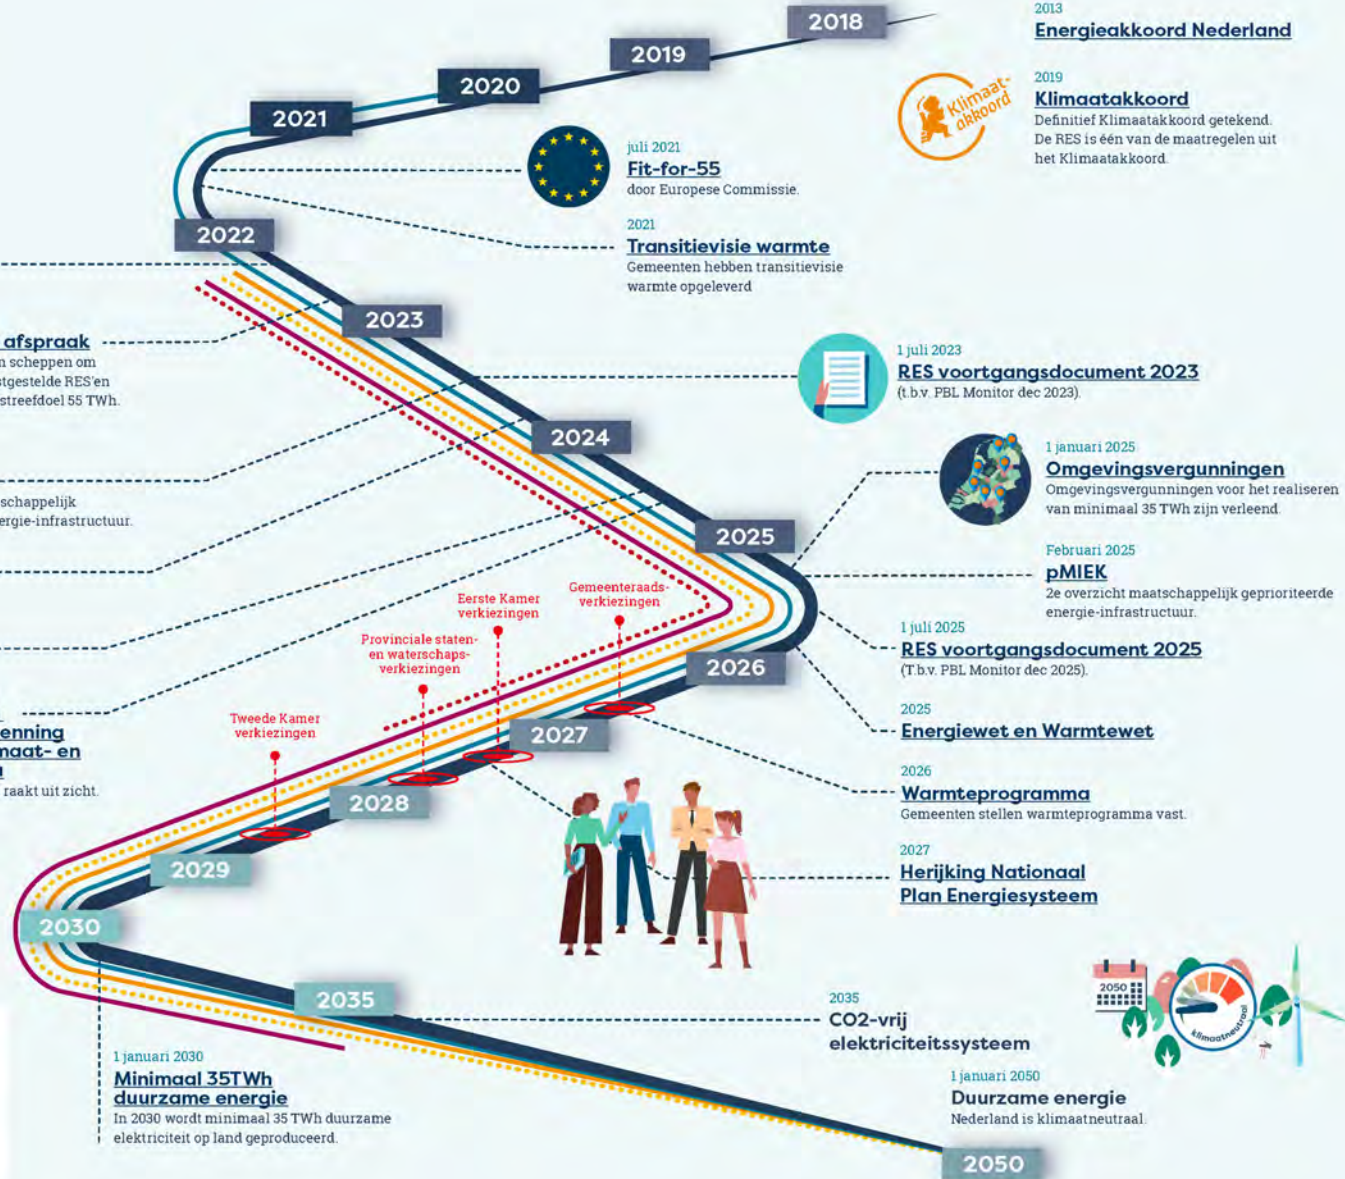 2018
2019
2020
2021
2022
2023
2024
2025
2026
2027
2028
2029
2030
2035
2050
2013
Energieakkoord Nederland
Klimaat-
akkoord
2019
Klimaatakkoord
Definitief Klimaatakkoord getekend.
De RES is één van de maatregelen uit
het Klimaatakkoord.
juli 2021
Fit-for-55
door Europese Commissie.
2021
Transitievisie warmte
Gemeenten hebben transitievisie
warmte opgeleverd
afspraak
n scheppen om
stgestelde RES'en
streefdoel 55 TWh.
1 juli 2023
RES voortgangsdocument 2023
(t.b.v. PBL Monitor dec 2023).
schappelijk
ergie-infrastructuur.
1 januari 2025
Omgevingsvergunningen
Omgevingsvergunningen voor het realiseren
van minimaal 35 TWh zijn verleend.
Februari 2025
pMIEK
2e overzicht maatschappelijk geprioriteerde
energie-infrastructuur.
1 juli 2025
RES voortgangsdocument 2025
(T.b.v. PBL Monitor dec 2025).
2025
Energiewet en Warmtewet
2026
Warmteprogramma
Gemeenten stellen warmteprogramma vast.
2027
Herijking Nationaal
Plan Energiesysteem
Gemeenteraads-
verkiezingen
Eerste Kamer
verkiezingen
Provinciale staten-
en waterschaps-
verkiezingen
Tweede Kamer
verkiezingen
enning
maat- en
raakt uit zicht.
2035
CO2-vrij
elektriciteitssysteem
2050
klimaatneutraal
1 januari 2030
Minimaal 35TWh
duurzame energie
In 2030 wordt minimaal 35 TWh duurzame
elektriciteit op land geproduceerd.
1 januari 2050
Duurzame energie
Nederland is klimaatneutraal.